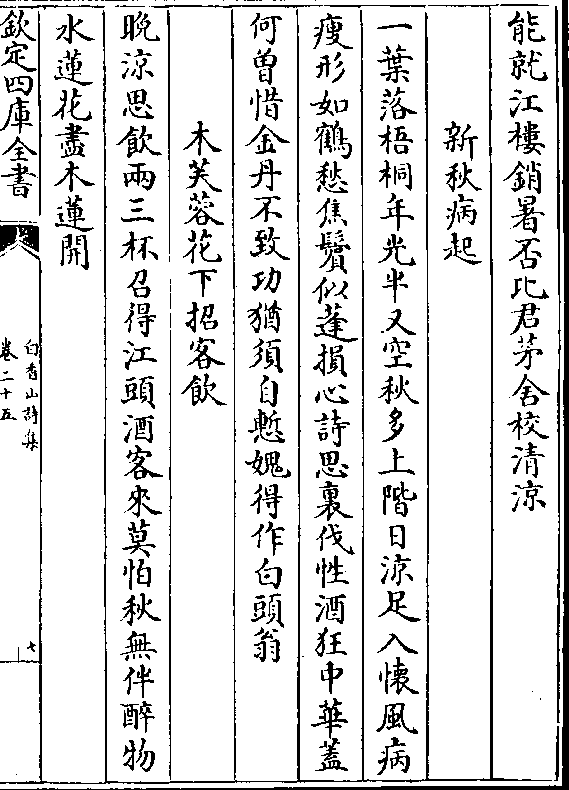 能就江樓銷暑否比君茅舍校清涼
新秋病起
一葉落梧桐年光半又空秋多上階日涼足入懷風病
瘦形如鶴愁焦鬢似蓬損心詩思裏伐性酒狂中華蓋
何曽惜金丹不致功猶須自慙媿得作白頭翁
木芙蓉花下招客飲
晚涼思飲兩三杯召得江頭酒客來莫怕秋無伴醉物
水蓮花盡木蓮開
欽定四庫全書
白香山詩集
卷二十五
七